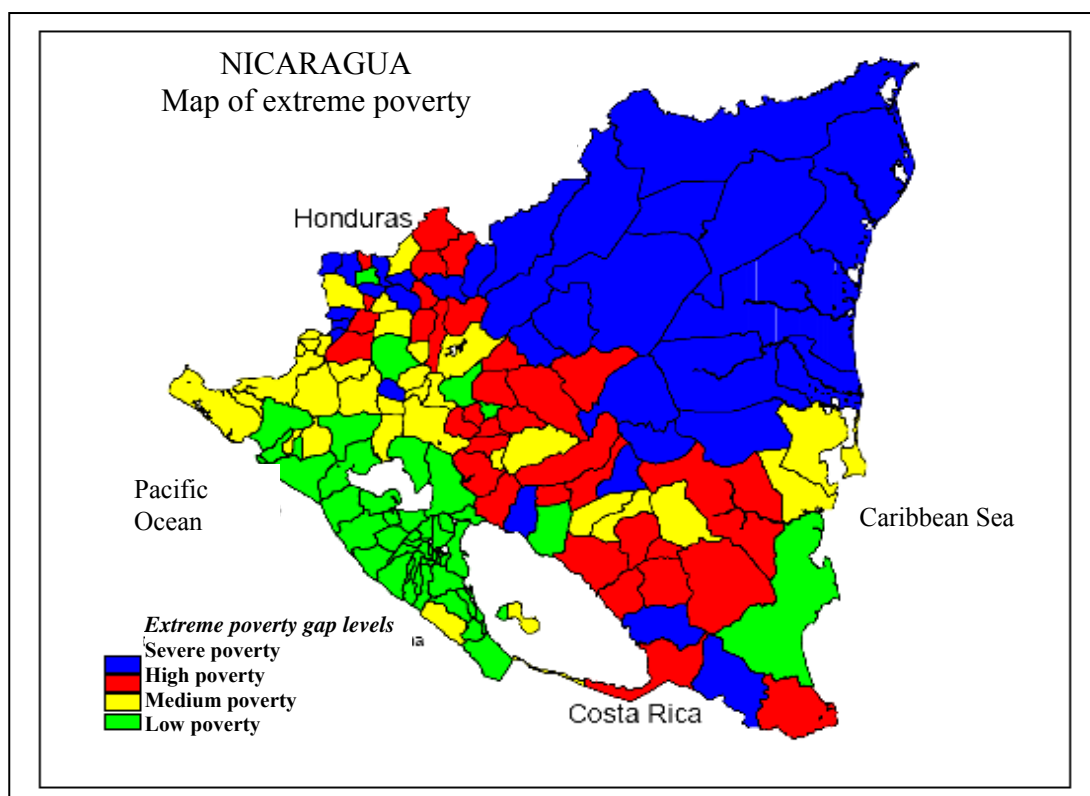 NICARAGUA
Map of extreme poverty
Honduras
Pacific
Ocean
Caribbean Sea
Extreme poverty gap levels
Severe poverty
High poverty
Medium poverty
Low poverty
Costa Rica